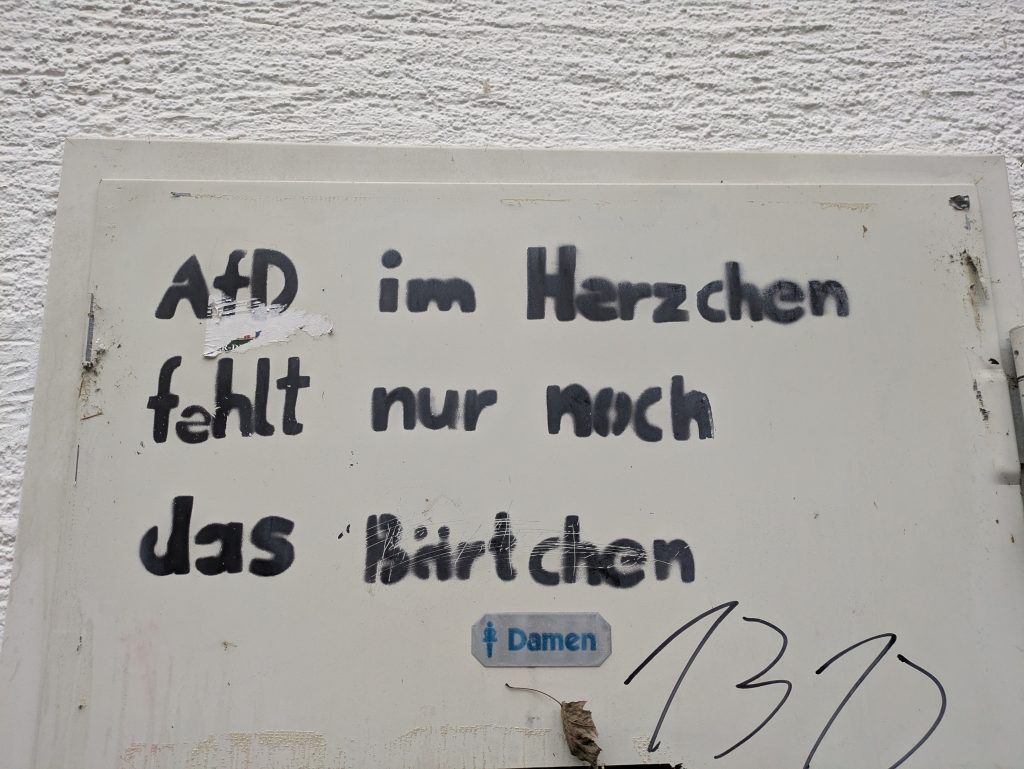 AfD im Herzchen
fehlt nur noch
das Bärtchen
Damen